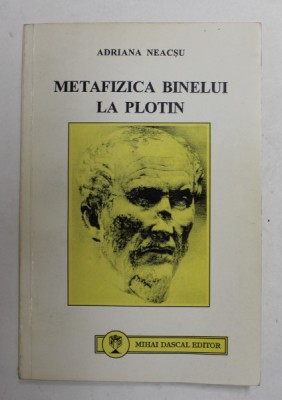 ADRIANA NEACȘU
METAFIZICA BINELUI
LA PLOTIN
MIHAI DASCAL EDITOR